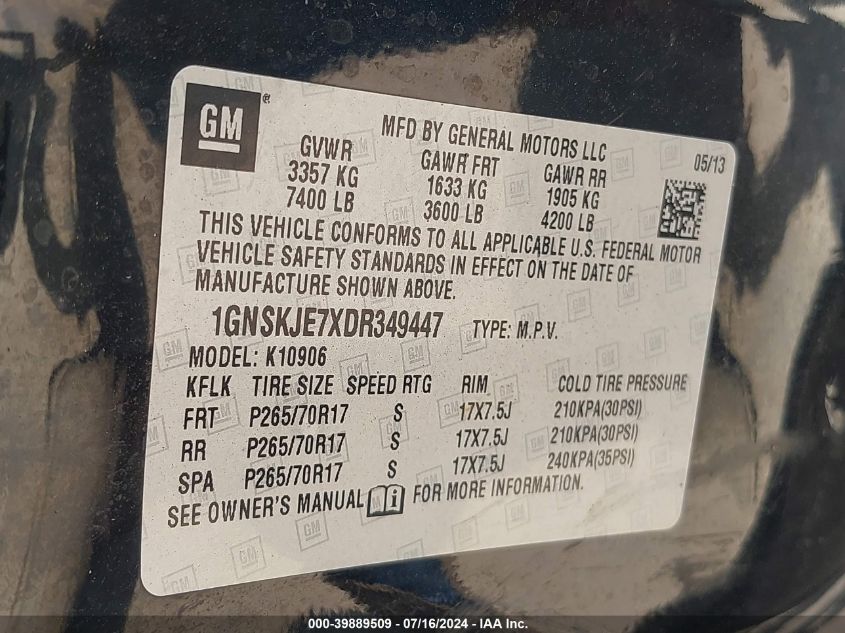 GM®
MFD BY GENERAL MOTORS LLC
05/13
GVWR GAWR FRT GAWR RR
3357 KG 1633 KG 1905 KG
7400 LB 3600 LB 4200 LB
THIS VEHICLE CONFORMS TO ALL APPLICABLE U.S. FEDERAL MOTOR
VEHICLE SAFETY STANDARDS IN EFFECT ON THE DATE OF
MANUFACTURE SHOWN ABOVE.
1GNSKJE7XDR349447 TYPE: M.P.V.
MODEL: K10906
KFLK TIRE SIZE SPEED RTG RIM COLD TIRE PRESSURE
FRT P265/70R17 S 17X7.5J 210KPA(30PSI)
RR P265/70R17 S 17X7.5J 210KPA(30PSI)
SPA P265/70R17 S 17X7.5J 240KPA(35PSI)
SEE OWNER'S MANUAL i FOR MORE INFORMATION.
000-39889509 - 07/16/2024 - IAA Inc.